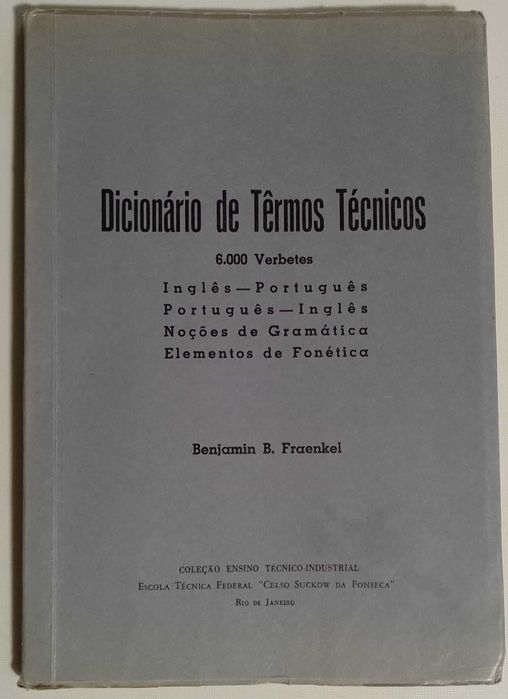 Dicionário de Têrmos Técnicos
6.000 Verbetes
Inglês—Português
Português—Inglês
Noções de Gramática
Elementos de Fonética
Benjamin B. Fraenkel
COLEÇÃO ENSINO TÉCNICO-INDUSTRIAL
ESCOLA TÉCNICA FEDERAL "CELSO SUCKOW DA FONSECA"
RIO DE JANEIRO